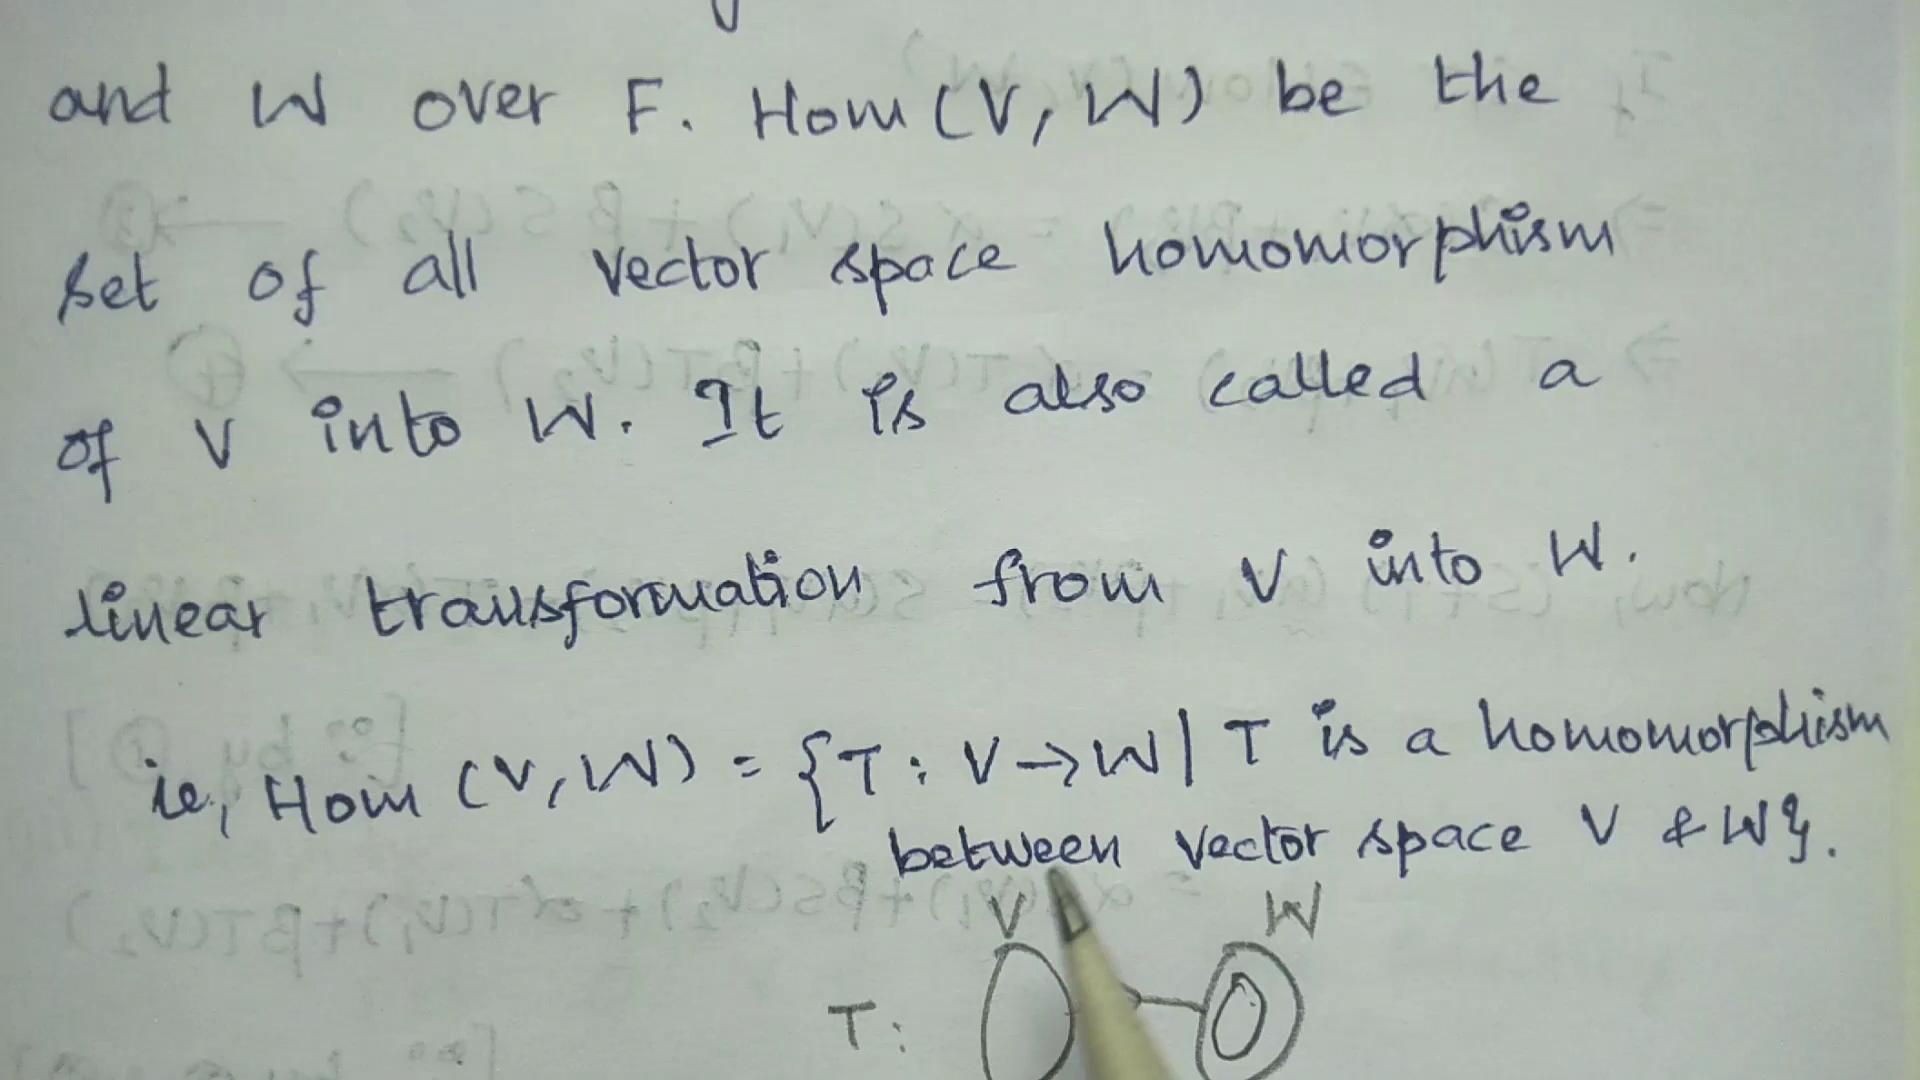 and W over F. Hom (V, W) be the
set of all vector space homomorphism
of V into W. It is also called a
linear transformation from V into W.
ie, Hom (V, W) = {T : V → W | T is a homomorphism
between vector space V & W}.
V W
T :